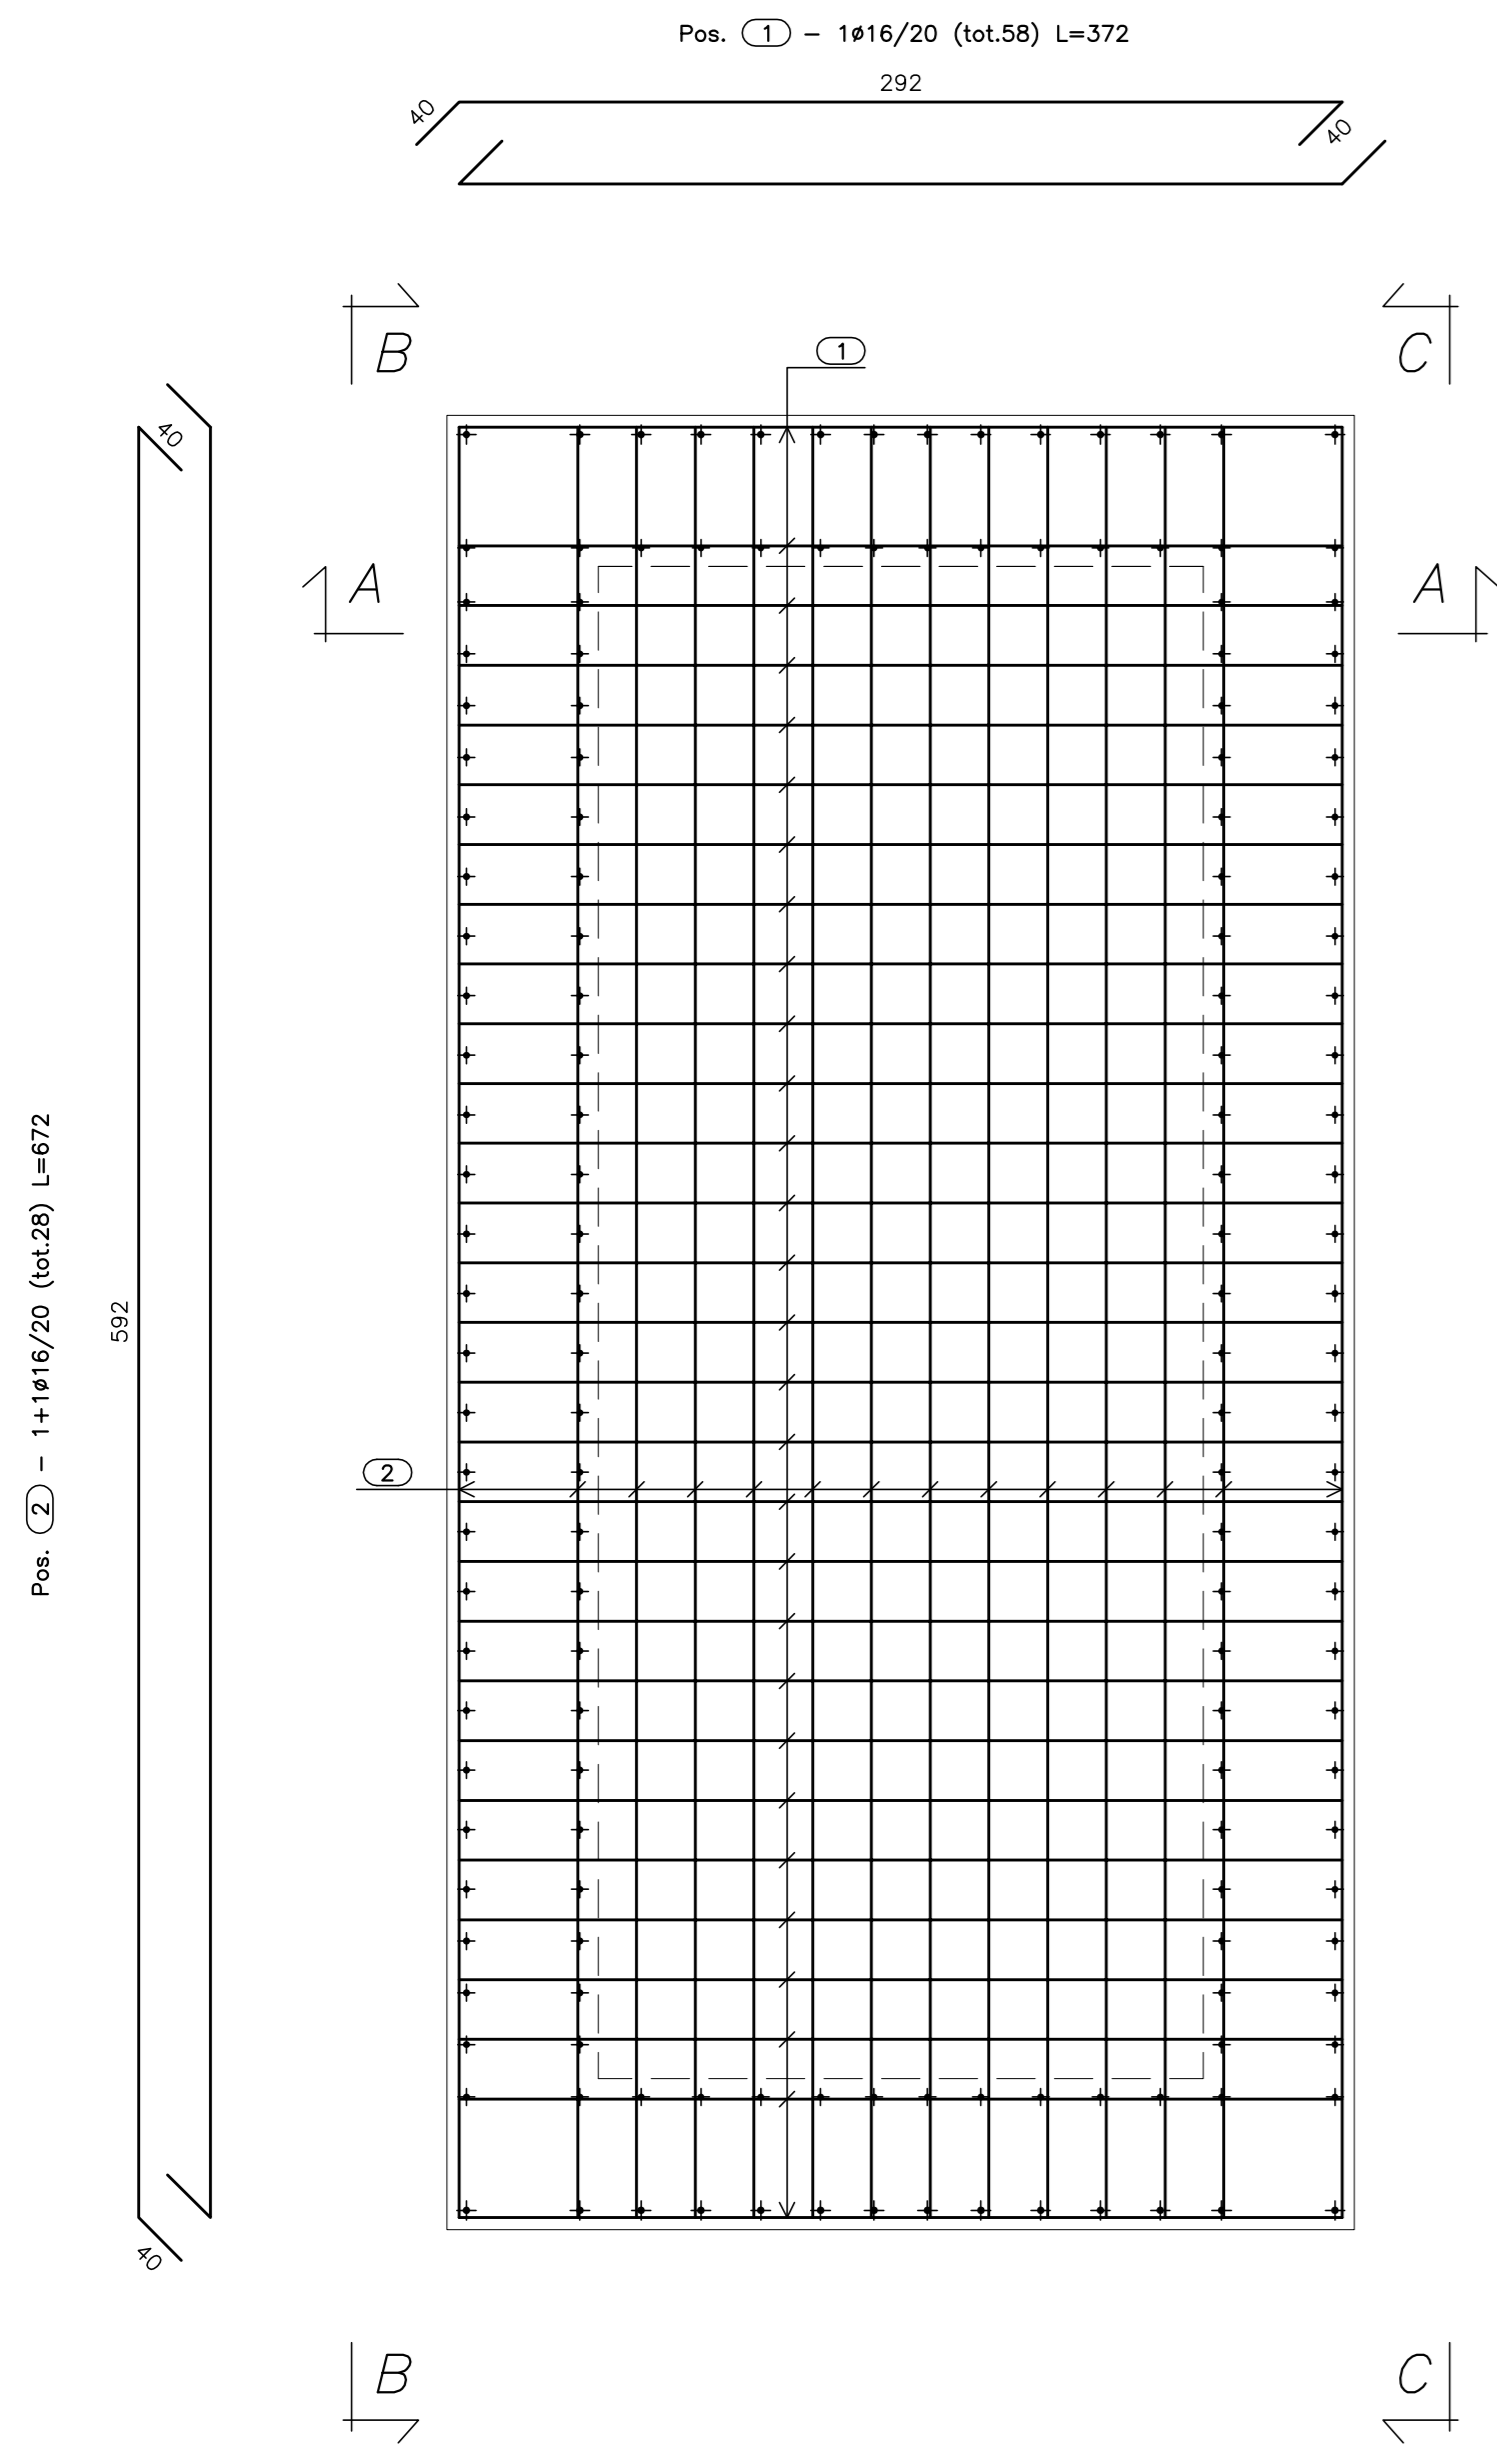 Pos. 1 – 1ø16/20 (tot.58) L=372
292
40
40
B
C
1
40
A
A
Pos. 2 – 1+1ø16/20 (tot.28) L=672
592
2
40
B
C